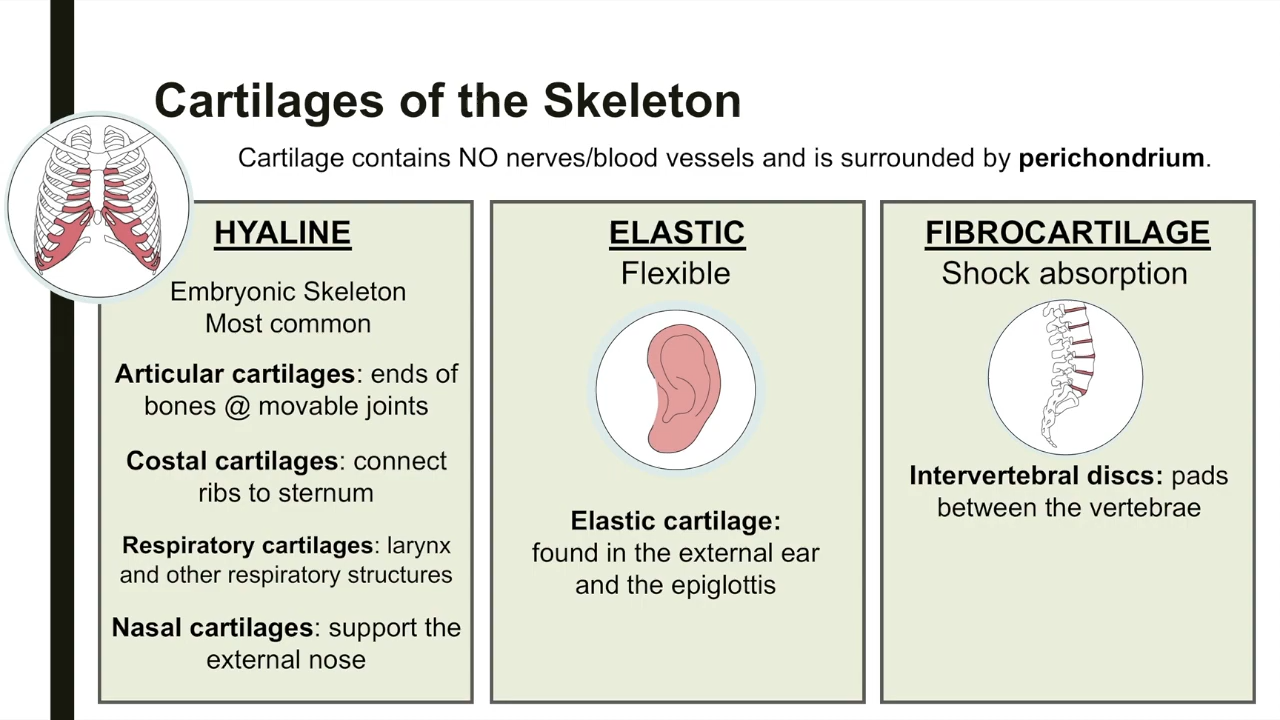 Cartilages of the Skeleton
Cartilage contains NO nerves/blood vessels and is surrounded by perichondrium.
HYALINE
Embryonic Skeleton
Most common
Articular cartilages: ends of
bones @ movable joints
Costal cartilages: connect
ribs to sternum
Respiratory cartilages: larynx
and other respiratory structures
Nasal cartilages: support the
external nose
ELASTIC
Flexible
Elastic cartilage:
found in the external ear
and the epiglottis
FIBROCARTILAGE
Shock absorption
Intervertebral discs: pads
between the vertebrae